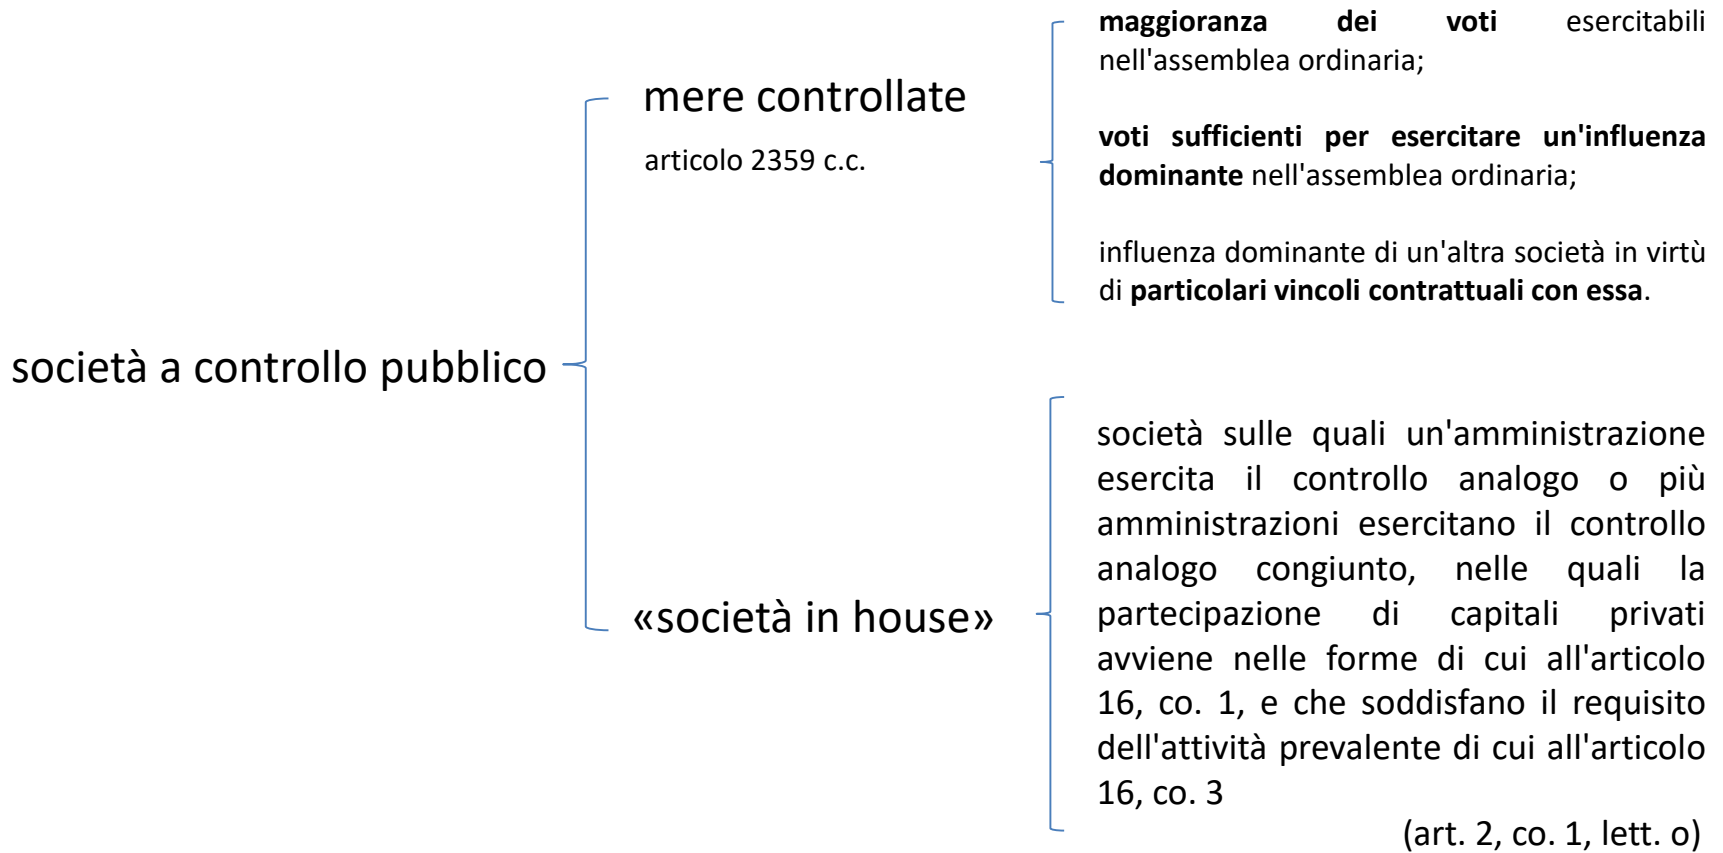 maggioranza dei voti esercitabili
nell'assemblea ordinaria;
mere controllate
articolo 2359 c.c.
voti sufficienti per esercitare un'influenza
dominante nell'assemblea ordinaria;
influenza dominante di un'altra società in virtù
di particolari vincoli contrattuali con essa.
società a controllo pubblico
«società in house»
società sulle quali un'amministrazione
esercita il controllo analogo o più
amministrazioni esercitano il controllo
analogo congiunto, nelle quali la
partecipazione di capitali privati
avviene nelle forme di cui all'articolo
16, co. 1, e che soddisfano il requisito
dell'attività prevalente di cui all'articolo
16, co. 3
(art. 2, co. 1, lett. o)